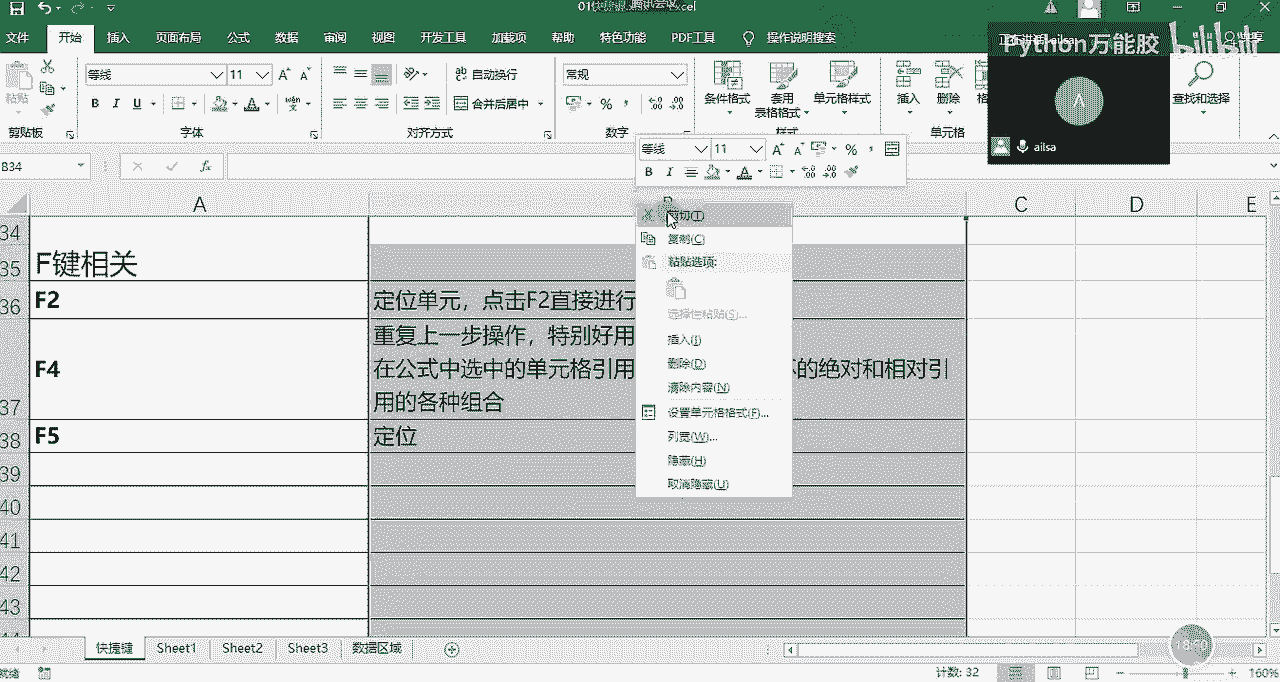 腾讯会议
文件 开始 插入 页面布局 公式 数据 审阅 视图 开发工具 加载项 帮助 特色功能 PDF工具 操作说明搜索
Python万能胶 bilibili
粘贴 等线 11 自动换行 常规 条件格式 套用 单元格样式 插入 删除 查找和选择
B I U 合并后居中 % 表格格式
剪贴板 字体 对齐方式 数字 样式 单元格
ailsa
等线 11 %
B I
B34 fx
A C D E
剪切(T)
复制(C)
粘贴选项:
选择性粘贴(S)...
插入(I)
删除(D)
清除内容(N)
设置单元格格式(F)...
列宽(W)...
隐藏(H)
取消隐藏(U)
34
35 F键相关
36 F2 定位单元，点击F2直接进行
37 F4 重复上一步操作，特别好用
在公式中选中的单元格引用 的绝对和相对引
用的各种组合
38 F5 定位
39
40
41
42
43
快捷键 Sheet1 Sheet2 Sheet3 数据区域
就绪 计数: 32 160%